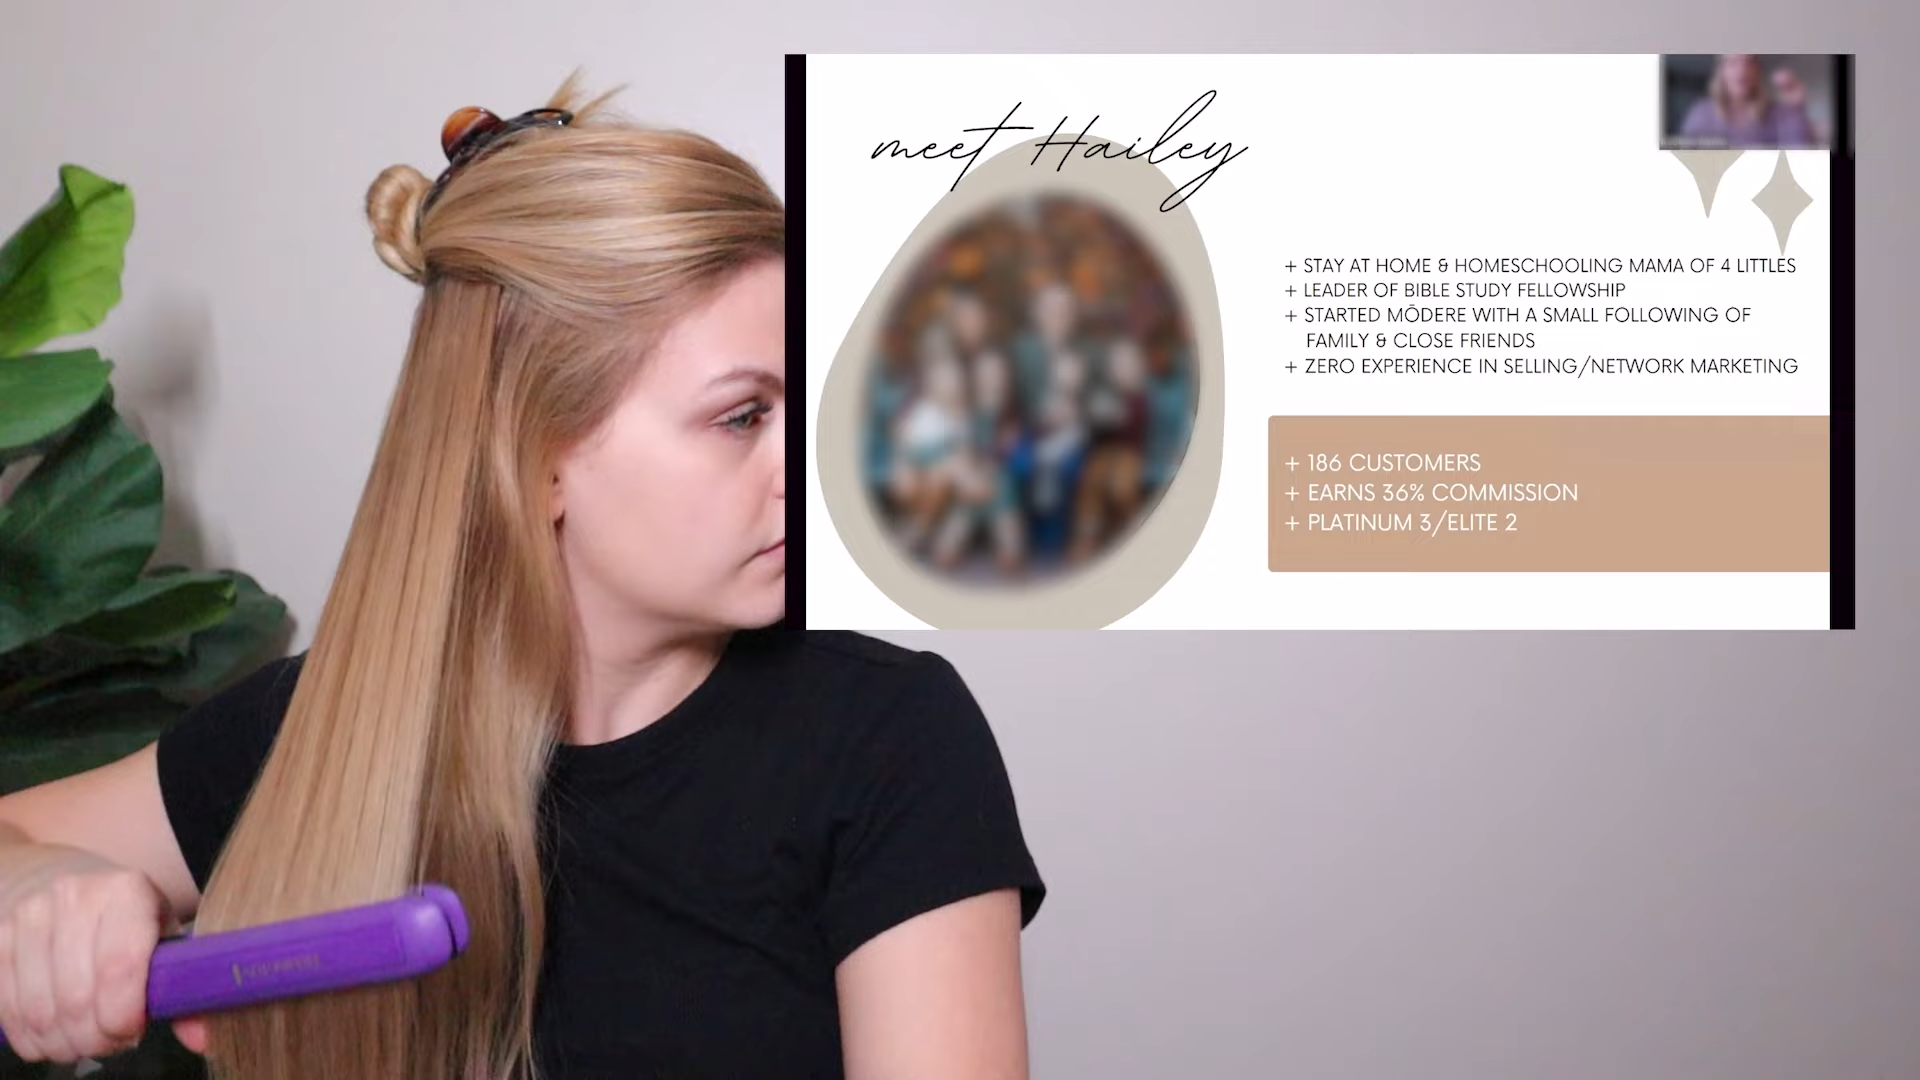 meet Hailey
+ STAY AT HOME & HOMESCHOOLING MAMA OF 4 LITTLES
+ LEADER OF BIBLE STUDY FELLOWSHIP
+ STARTED MŌDERE WITH A SMALL FOLLOWING OF
FAMILY & CLOSE FRIENDS
+ ZERO EXPERIENCE IN SELLING/NETWORK MARKETING
+ 186 CUSTOMERS
+ EARNS 36% COMMISSION
+ PLATINUM 3/ELITE 2